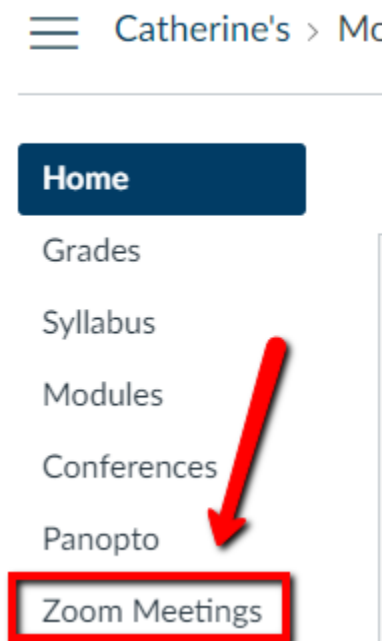 Catherine's > Mo
Home
Grades
Syllabus
Modules
Conferences
Panopto
Zoom Meetings